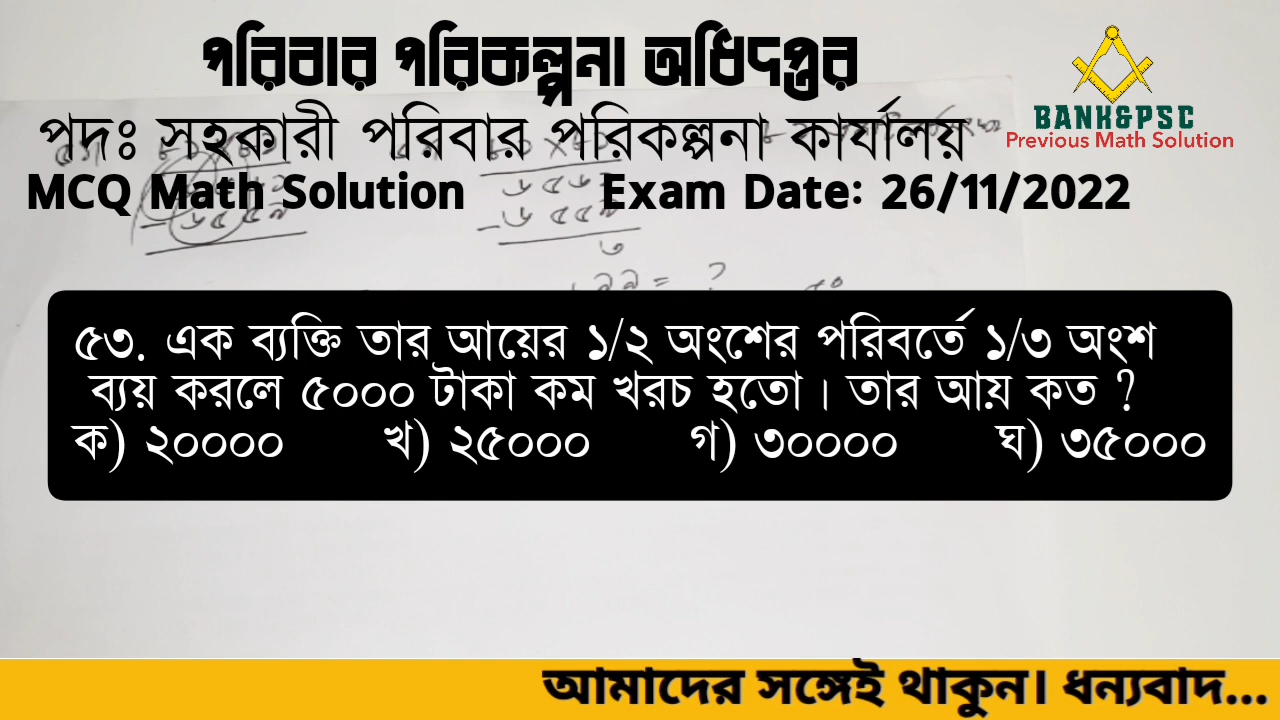 পরিবার পরিকল্পনা অধিদপ্তর
BANK&PSC
Previous Math Solution
পদঃ সহকারী পরিবার পরিকল্পনা কার্যালয়
MCQ Math Solution Exam Date: 26/11/2022
৫৩. এক ব্যক্তি তার আয়ের ১/২ অংশের পরিবর্তে ১/৩ অংশ
ব্যয় করলে ৫০০০ টাকা কম খরচ হতো। তার আয় কত ?
ক) ২০০০০ খ) ২৫০০০ গ) ৩০০০০ ঘ) ৩৫০০০
আমাদের সঙ্গেই থাকুন। ধন্যবাদ...